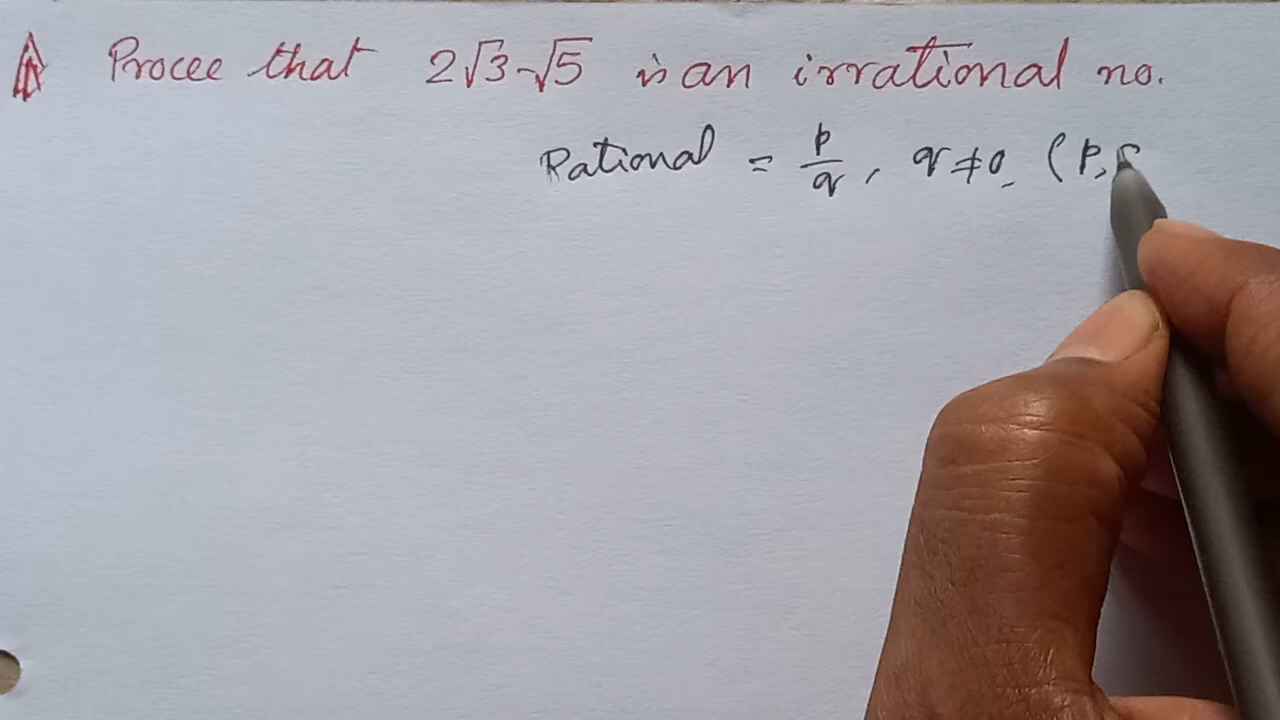 Procee that 2√3-√5 is an irrational no.
Rational = p/q, q≠0, (p,